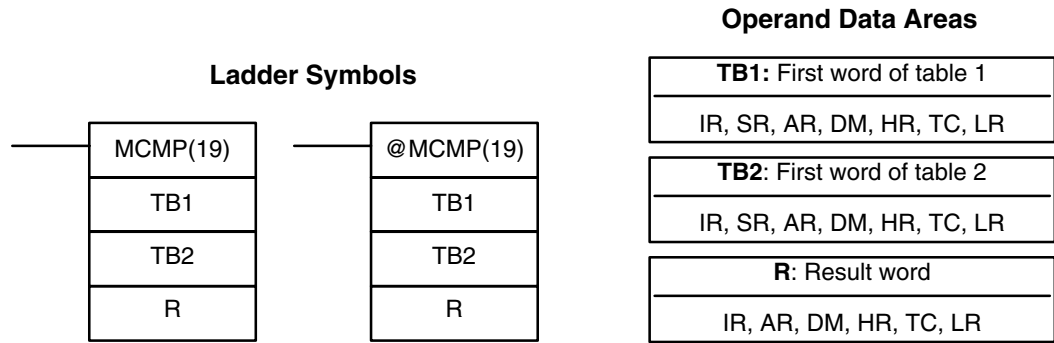 Ladder Symbols
MCMP(19)
TB1
TB2
R
@MCMP(19)
TB1
TB2
R
Operand Data Areas
TB1: First word of table 1
IR, SR, AR, DM, HR, TC, LR
TB2: First word of table 2
IR, SR, AR, DM, HR, TC, LR
R: Result word
IR, AR, DM, HR, TC, LR